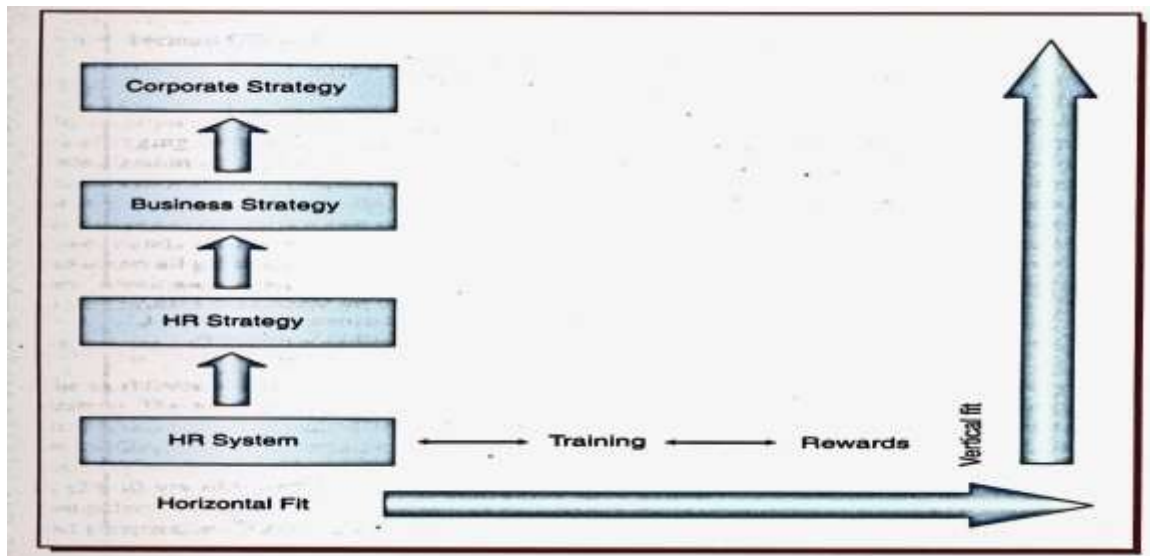 Corporate Strategy
Business Strategy
HR Strategy
HR System
Training
Rewards
Vertical fit
Horizontal Fit